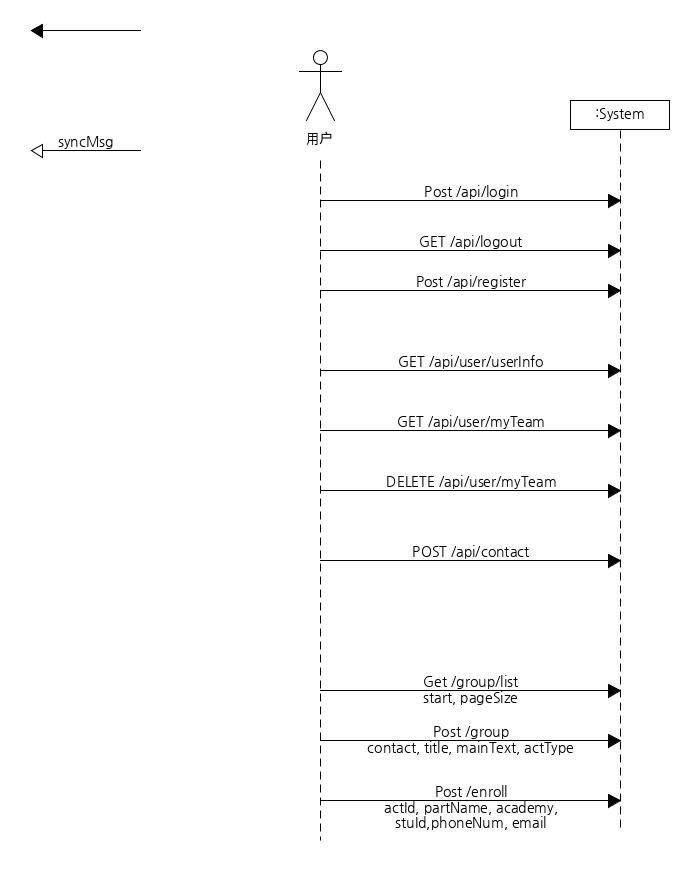 :System
用户
syncMsg
Post /api/login
GET /api/logout
Post /api/register
GET /api/user/userInfo
GET /api/user/myTeam
DELETE /api/user/myTeam
POST /api/contact
Get /group/list
start, pageSize
Post /group
contact, title, mainText, actType
Post /enroll
actId, partName, academy,
stuId,phoneNum, email